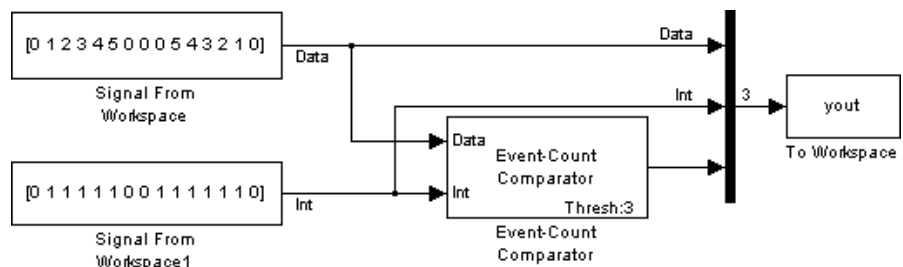 [0 1 2 3 4 5 0 0 0 5 4 3 2 1 0]
Data
Data
Signal From
Workspace
Int
3
yout
To Workspace
Data
Event-Count
Comparator
Int
Thresh:3
[0 1 1 1 1 1 0 0 1 1 1 1 1 1 0]
Int
Event-Count
Comparator
Signal From
Workspace1